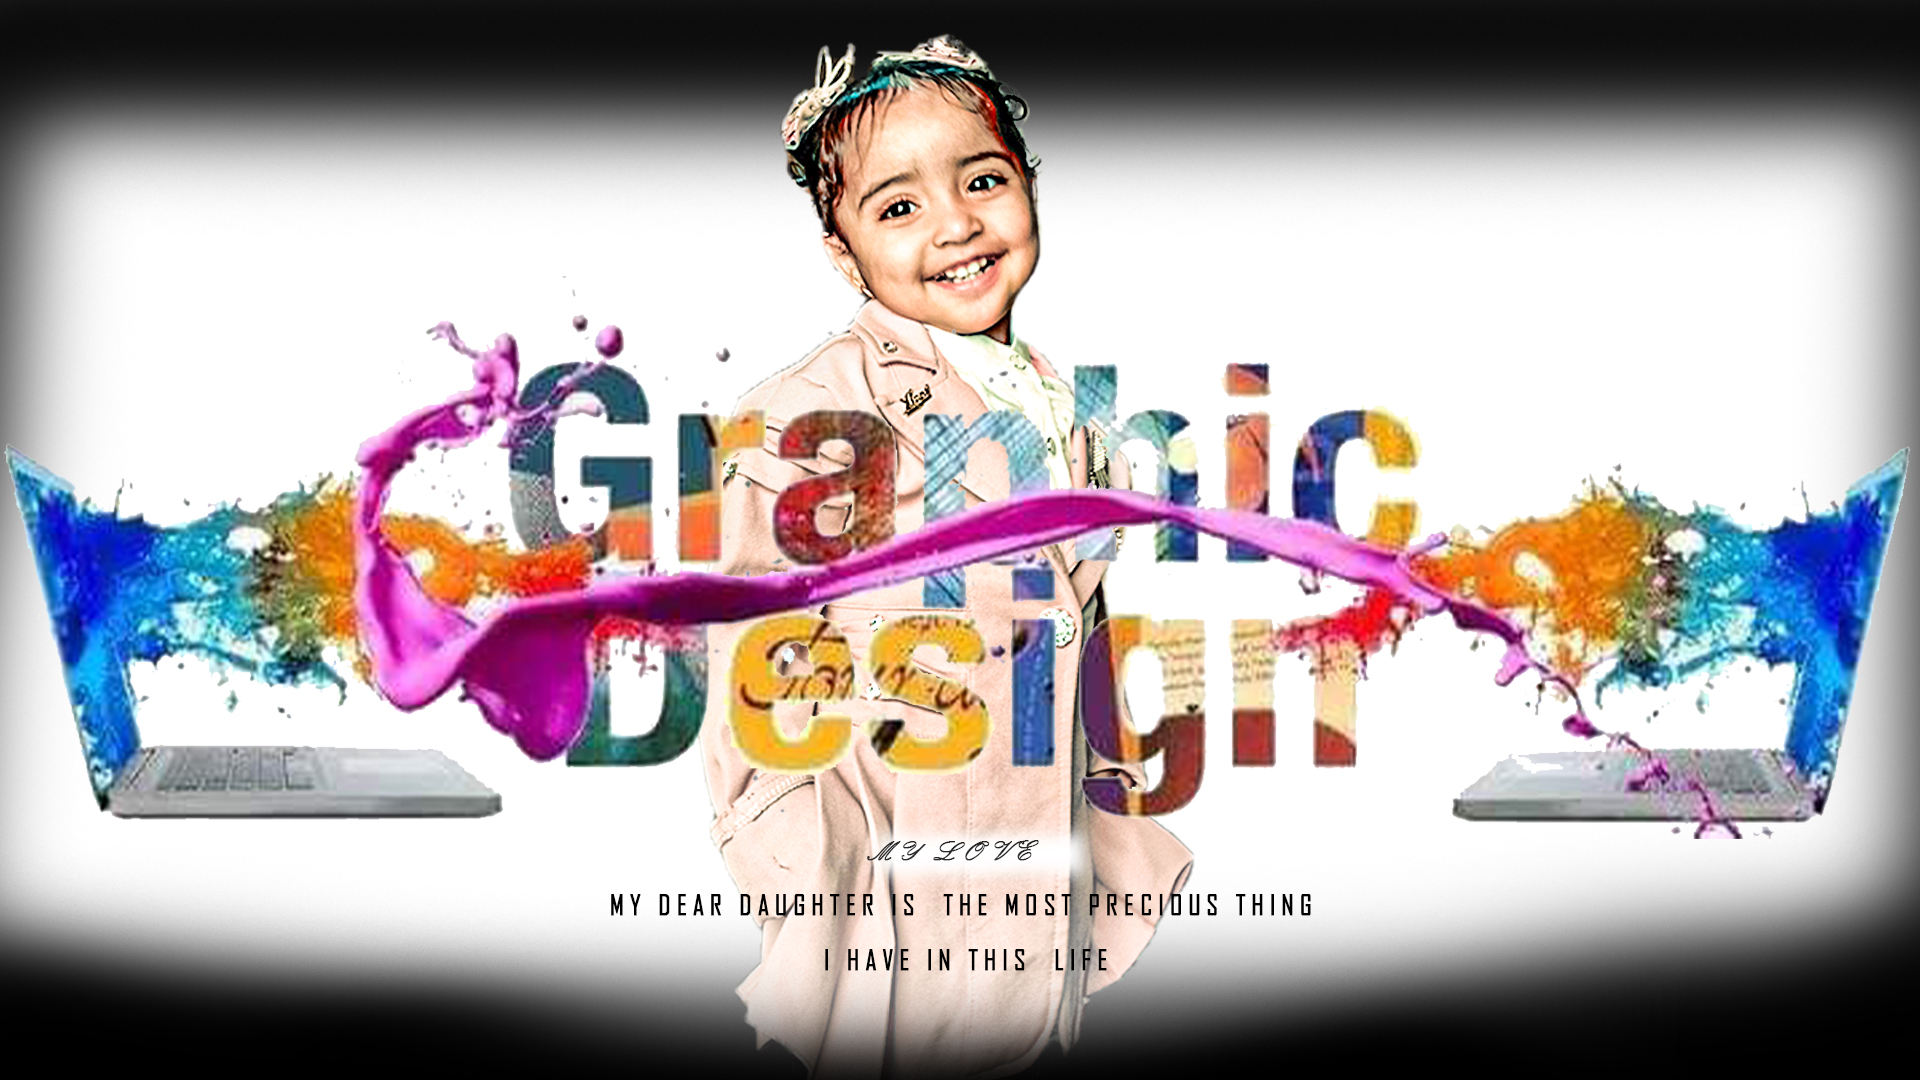 Graphic
Design
MY LOVE
MY DEAR DAUGHTER IS THE MOST PRECIOUS THING
I HAVE IN THIS LIFE